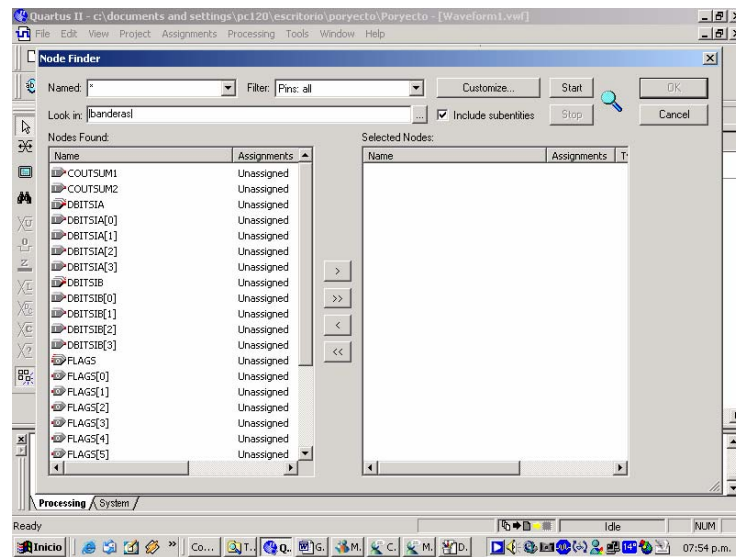 Quartus II - c:\documents and settings\pc120\escritorio\poryecto\Poryecto - [Waveform1.vwf]
File Edit View Project Assignments Processing Tools Window Help
Node Finder
Named: * Filter: Pins: all Customize... Start OK
Look in: |banderas| ... Include subentities Stop Cancel
Nodes Found: Selected Nodes:
Name Assignments Name Assignments T
COUTSUM1 Unassigned
COUTSUM2 Unassigned
DBITSIA Unassigned
DBITSIA[0] Unassigned
DBITSIA[1] Unassigned
DBITSIA[2] Unassigned
DBITSIA[3] Unassigned
DBITSIB Unassigned
DBITSIB[0] Unassigned
DBITSIB[1] Unassigned
DBITSIB[2] Unassigned
DBITSIB[3] Unassigned
FLAGS Unassigned
FLAGS[0] Unassigned
FLAGS[1] Unassigned
FLAGS[2] Unassigned
FLAGS[3] Unassigned
FLAGS[4] Unassigned
FLAGS[5] Unassigned
>
>>
<
<<
Processing System
Ready Idle NUM
Inicio » Co... T.. Q.. G. M. C. M. D. 14° 07:54 p.m.